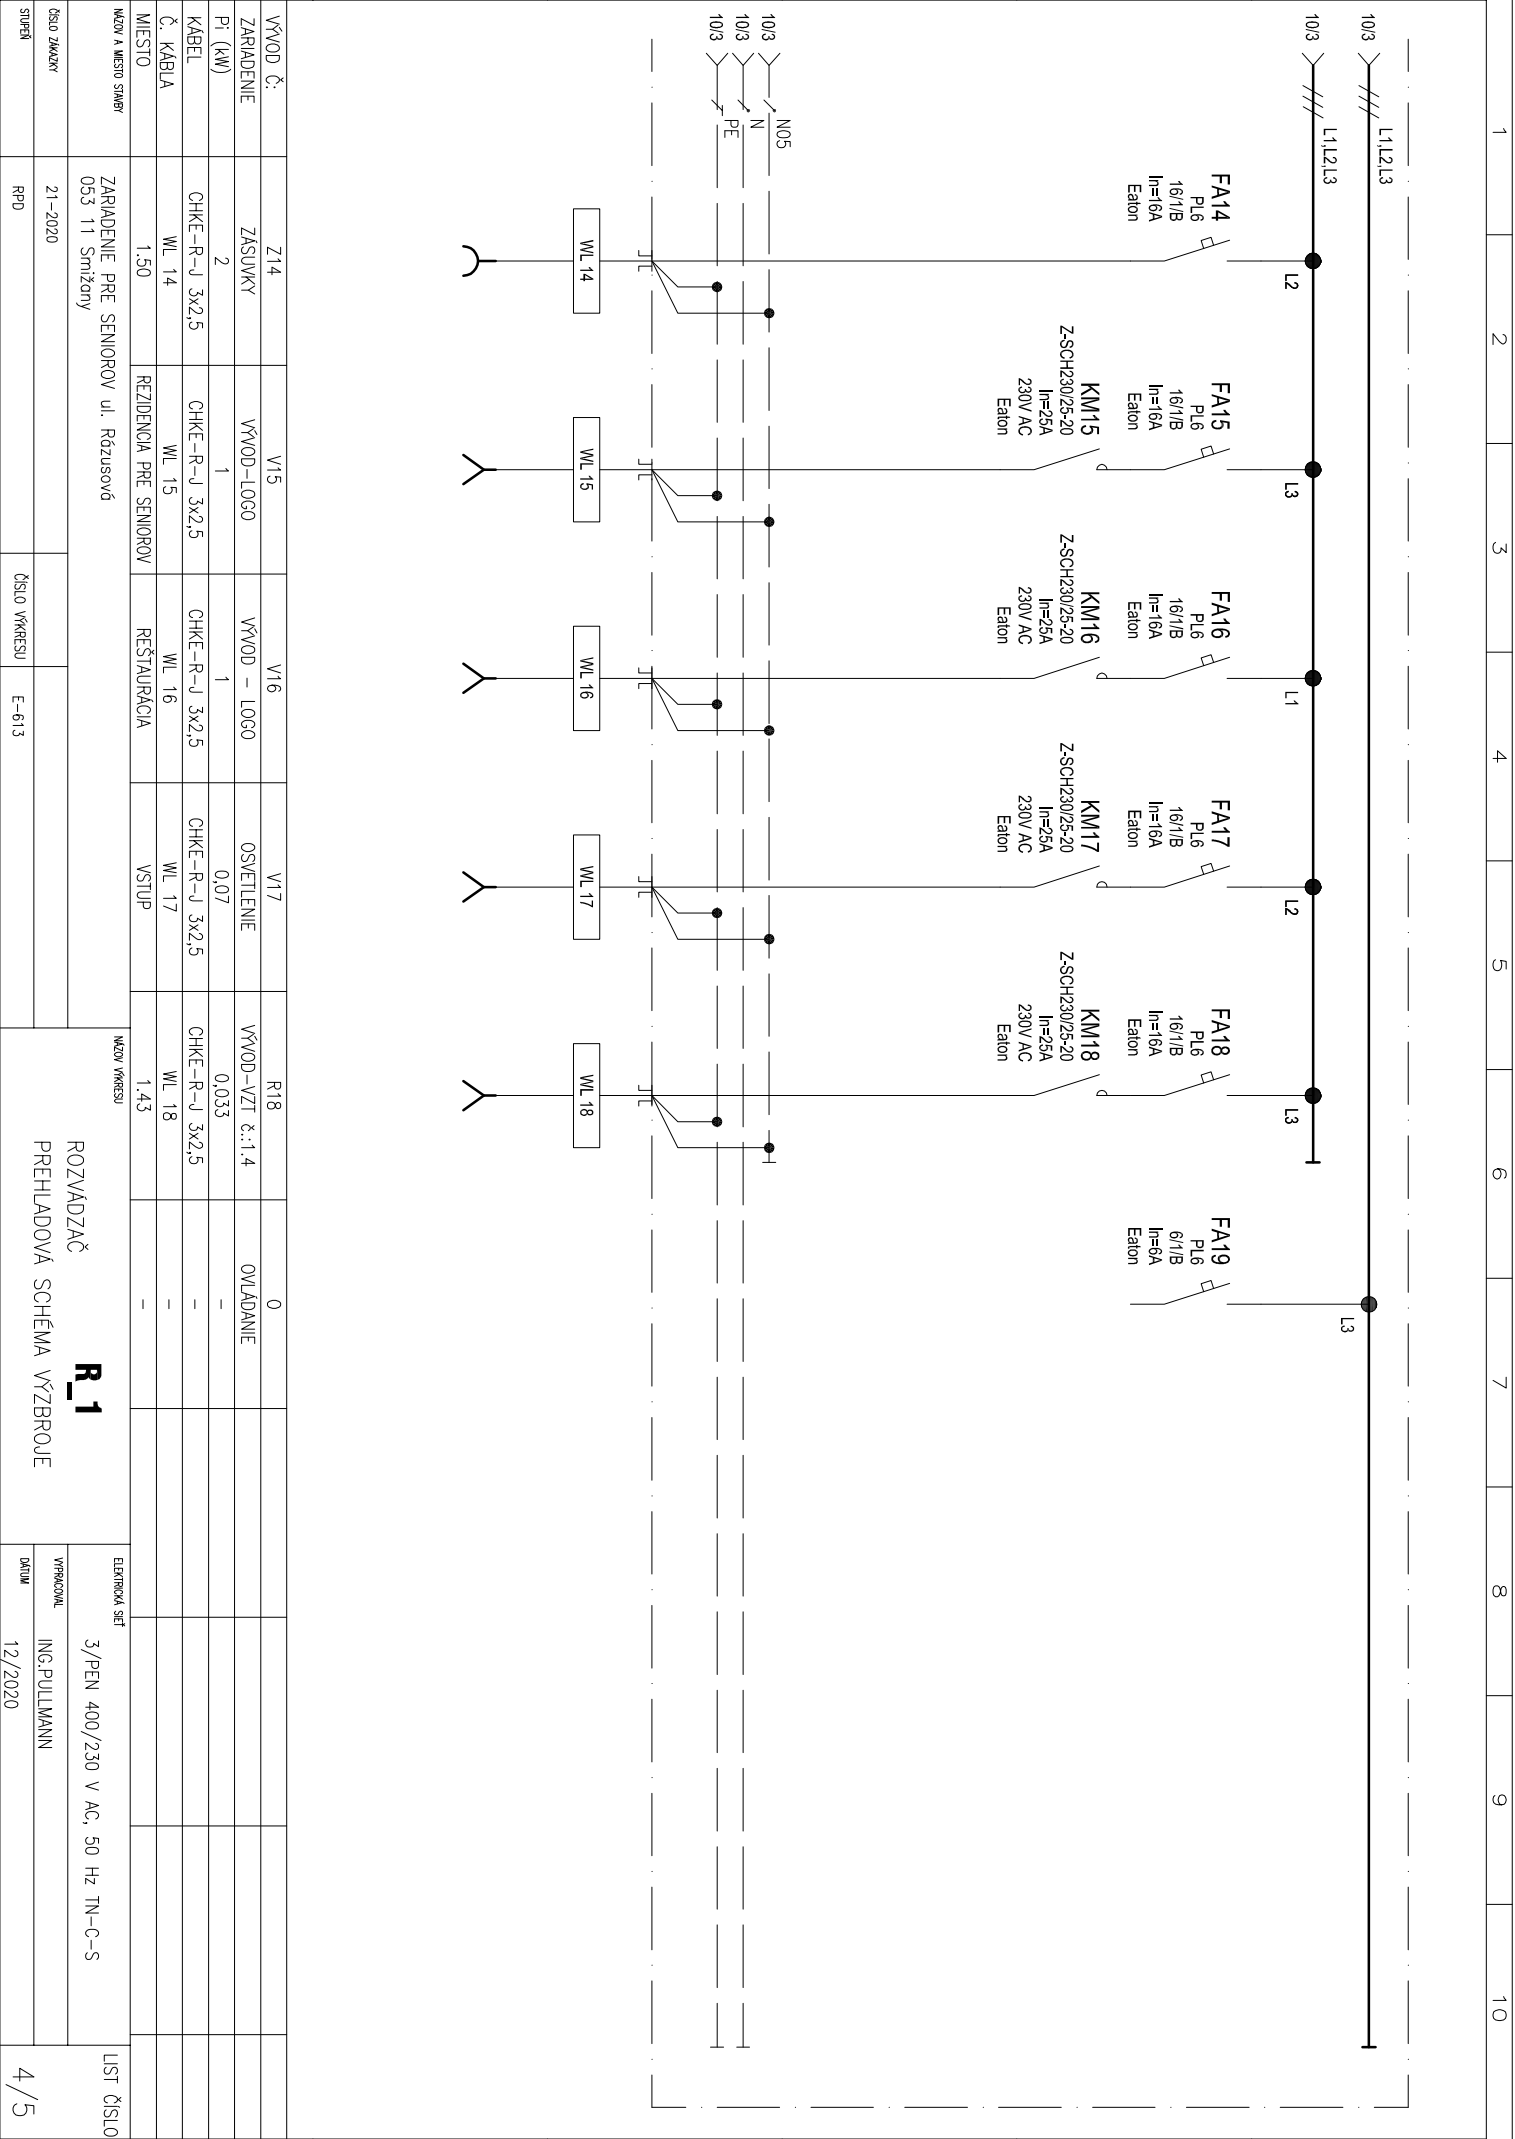 1 2 3 4 5 6 7 8 9 10
10/3 L1,L2,L3
10/3 L1,L2,L3
L2 L3 L1 L2 L3 L3
FA14
PL6
16/1/B
In=16A
Eaton
FA15
PL6
16/1/B
In=16A
Eaton
FA16
PL6
16/1/B
In=16A
Eaton
FA17
PL6
16/1/B
In=16A
Eaton
FA18
PL6
16/1/B
In=16A
Eaton
FA19
PL6
6/1/B
In=6A
Eaton
KM15
Z-SCH230/25-20
In=25A
230V AC
Eaton
KM16
Z-SCH230/25-20
In=25A
230V AC
Eaton
KM17
Z-SCH230/25-20
In=25A
230V AC
Eaton
KM18
Z-SCH230/25-20
In=25A
230V AC
Eaton
10/3 N05
10/3 N
10/3 PE
WL 14 WL 15 WL 16 WL 17 WL 18
VÝVOD Č: Z14 V15 V16 V17 R18 O
ZARIADENIE ZÁSUVKY VÝVOD-LOGO VÝVOD - LOGO OSVETLENIE VÝVOD-VZT č.:1.4 OVLÁDANIE
Pi (kW) 2 1 1 0,07 0,033 -
KÁBEL CHKE-R-J 3x2,5 CHKE-R-J 3x2,5 CHKE-R-J 3x2,5 CHKE-R-J 3x2,5 CHKE-R-J 3x2,5 -
Č. KÁBLA WL 14 WL 15 WL 16 WL 17 WL 18 -
MIESTO 1.50 REZIDENCIA PRE SENIOROV REŠTAURÁCIA VSTUP 1.43 -
NÁZOV A MIESTO STAVBY
ZARIADENIE PRE SENIOROV ul. Rázusová
053 11 Smižany
ČÍSLO ZÁKAZKY 21-2020
STUPEŇ RPD
ČÍSLO VÝKRESU E-613
NÁZOV VÝKRESU
ROZVÁDZAČ R_1
PREHLADOVÁ SCHÉMA VÝZBROJE
ELEKTRICKÁ SIEŤ
3/PEN 400/230 V AC, 50 Hz TN-C-S
VYPRACOVAL ING.PULLMANN
DÁTUM 12/2020
LIST ČÍSLO
4/5